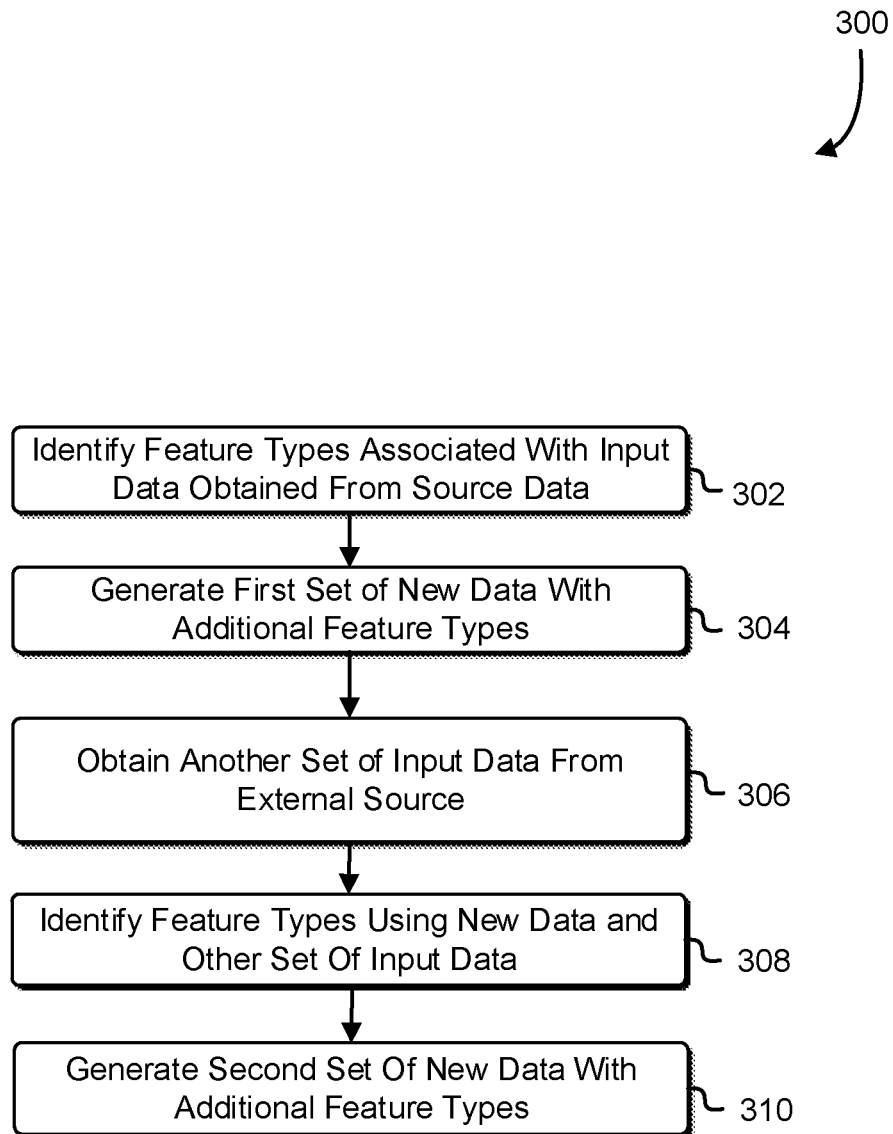 300
Identify Feature Types Associated With Input
Data Obtained From Source Data
302
Generate First Set of New Data With
Additional Feature Types
304
Obtain Another Set of Input Data From
External Source
306
Identify Feature Types Using New Data and
Other Set Of Input Data
308
Generate Second Set Of New Data With
Additional Feature Types
310